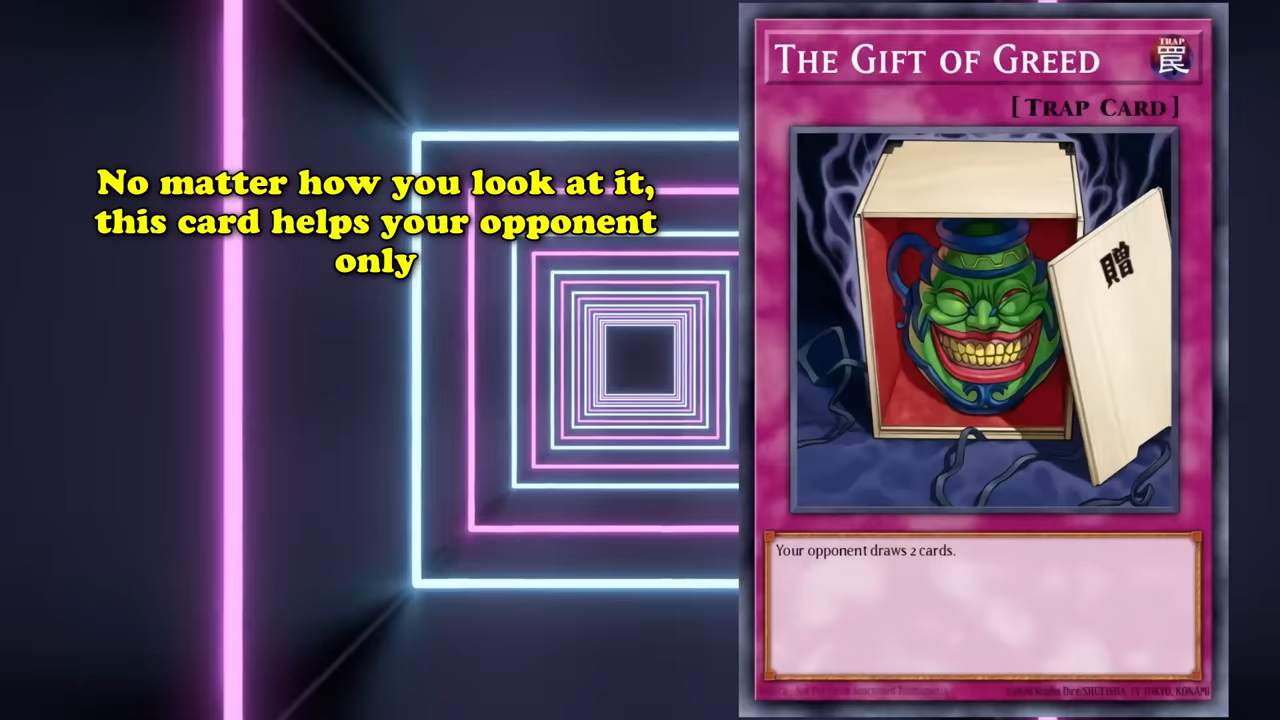 No matter how you look at it,
this card helps your opponent
only
THE GIFT OF GREED
TRAP
罠
[TRAP CARD]
贈
Your opponent draws 2 cards.